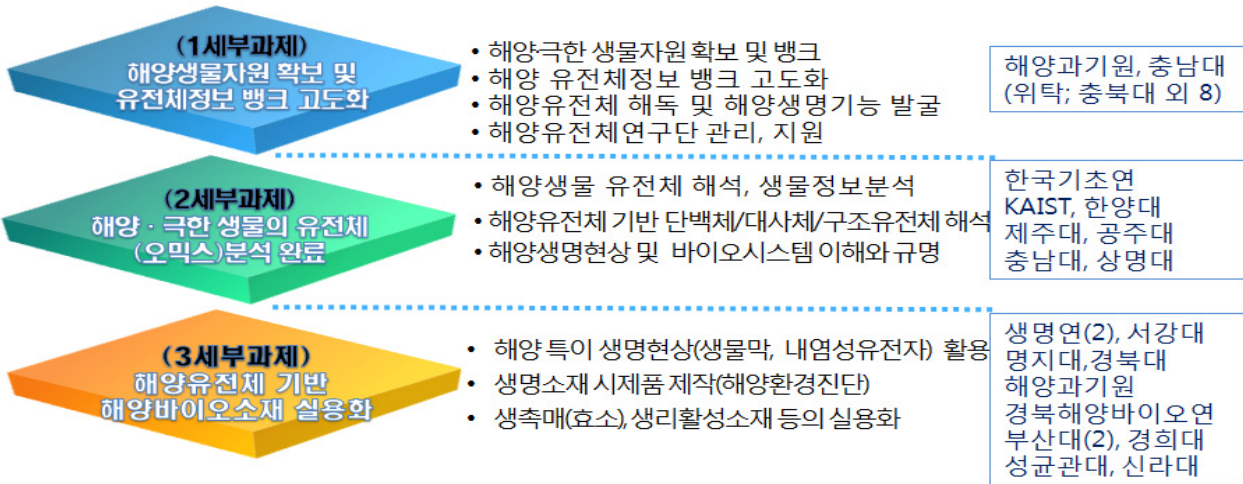 (1세부과제)
해양생물자원 확보 및
유전체정보 뱅크 고도화
• 해양극한 생물자원 확보 및 뱅크
• 해양 유전체정보 뱅크 고도화
• 해양유전체 해독 및 해양생명기능 발굴
• 해양유전체연구단 관리, 지원
해양과기원, 충남대
(위탁; 충북대 외 8)
(2세부과제)
해양 · 극한 생물의 유전체
(오믹스)분석 완료
• 해양생물 유전체 해석, 생물정보분석
• 해양유전체 기반 단백체/대사체/구조유전체 해석
• 해양생명현상 및 바이오시스템 이해와 규명
한국기초연
KAIST, 한양대
제주대, 공주대
충남대, 상명대
(3세부과제)
해양유전체 기반
해양바이오소재 실용화
• 해양 특이 생명현상(생물막, 내염성유전자) 활용
• 생명소재 시제품 제작(해양환경진단)
• 생촉매(효소), 생리활성소재 등의 실용화
생명연(2), 서강대
명지대,경북대
해양과기원
경북해양바이오연
부산대(2), 경희대
성균관대, 신라대